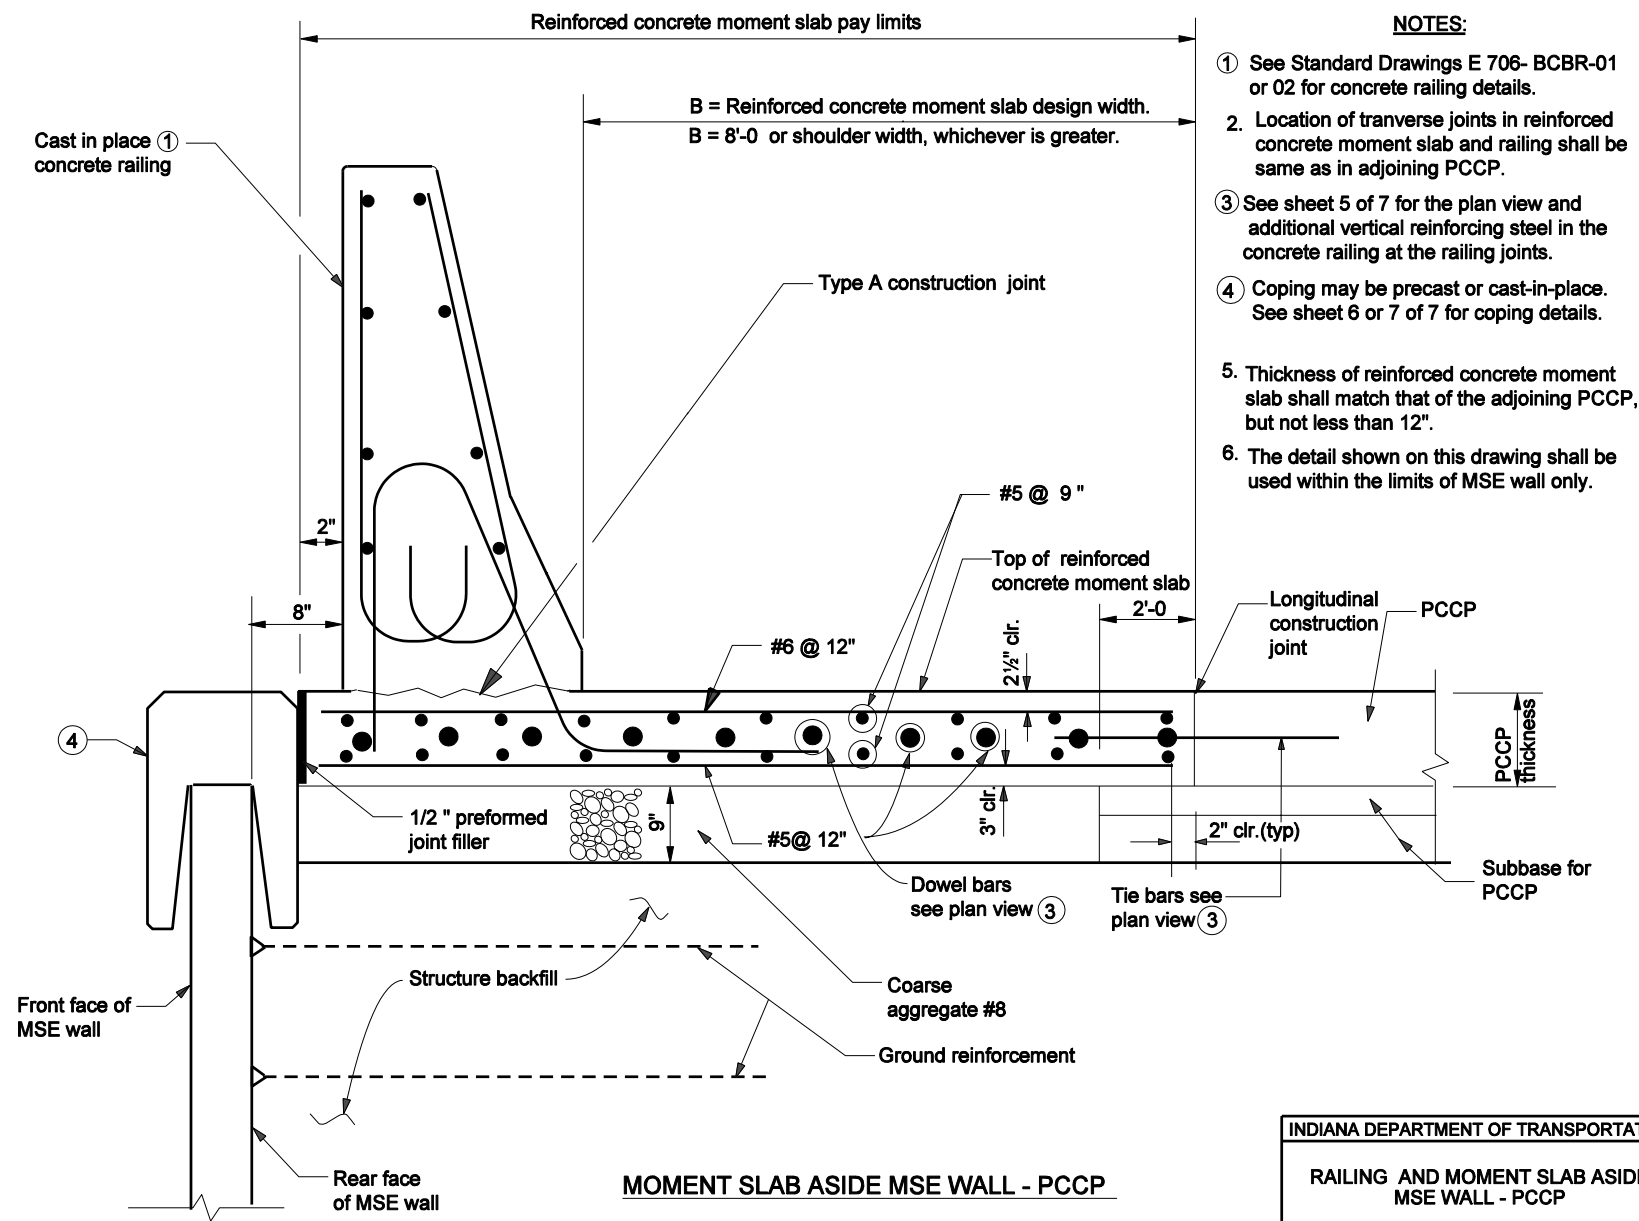 Reinforced concrete moment slab pay limits
B = Reinforced concrete moment slab design width.
B = 8'-0 or shoulder width, whichever is greater.
Cast in place 1
concrete railing
Type A construction joint
2"
8"
#5 @ 9 "
Top of reinforced
concrete moment slab
#6 @ 12"
2½" clr.
2'-0
Longitudinal
construction
joint
PCCP
PCCP
thickness
4
1/2 " preformed
joint filler
9"
#5@ 12"
3" clr.
2" clr.(typ)
Subbase for
PCCP
Dowel bars
see plan view 3
Tie bars see
plan view 3
Structure backfill
Coarse
aggregate #8
Front face of
MSE wall
Ground reinforcement
Rear face
of MSE wall
MOMENT SLAB ASIDE MSE WALL - PCCP
NOTES:
1 See Standard Drawings E 706- BCBR-01
or 02 for concrete railing details.
2. Location of tranverse joints in reinforced
concrete moment slab and railing shall be
same as in adjoining PCCP.
3 See sheet 5 of 7 for the plan view and
additional vertical reinforcing steel in the
concrete railing at the railing joints.
4 Coping may be precast or cast-in-place.
See sheet 6 or 7 of 7 for coping details.
5. Thickness of reinforced concrete moment
slab shall match that of the adjoining PCCP,
but not less than 12".
6. The detail shown on this drawing shall be
used within the limits of MSE wall only.
INDIANA DEPARTMENT OF TRANSPORTAT
RAILING AND MOMENT SLAB ASID
MSE WALL - PCCP